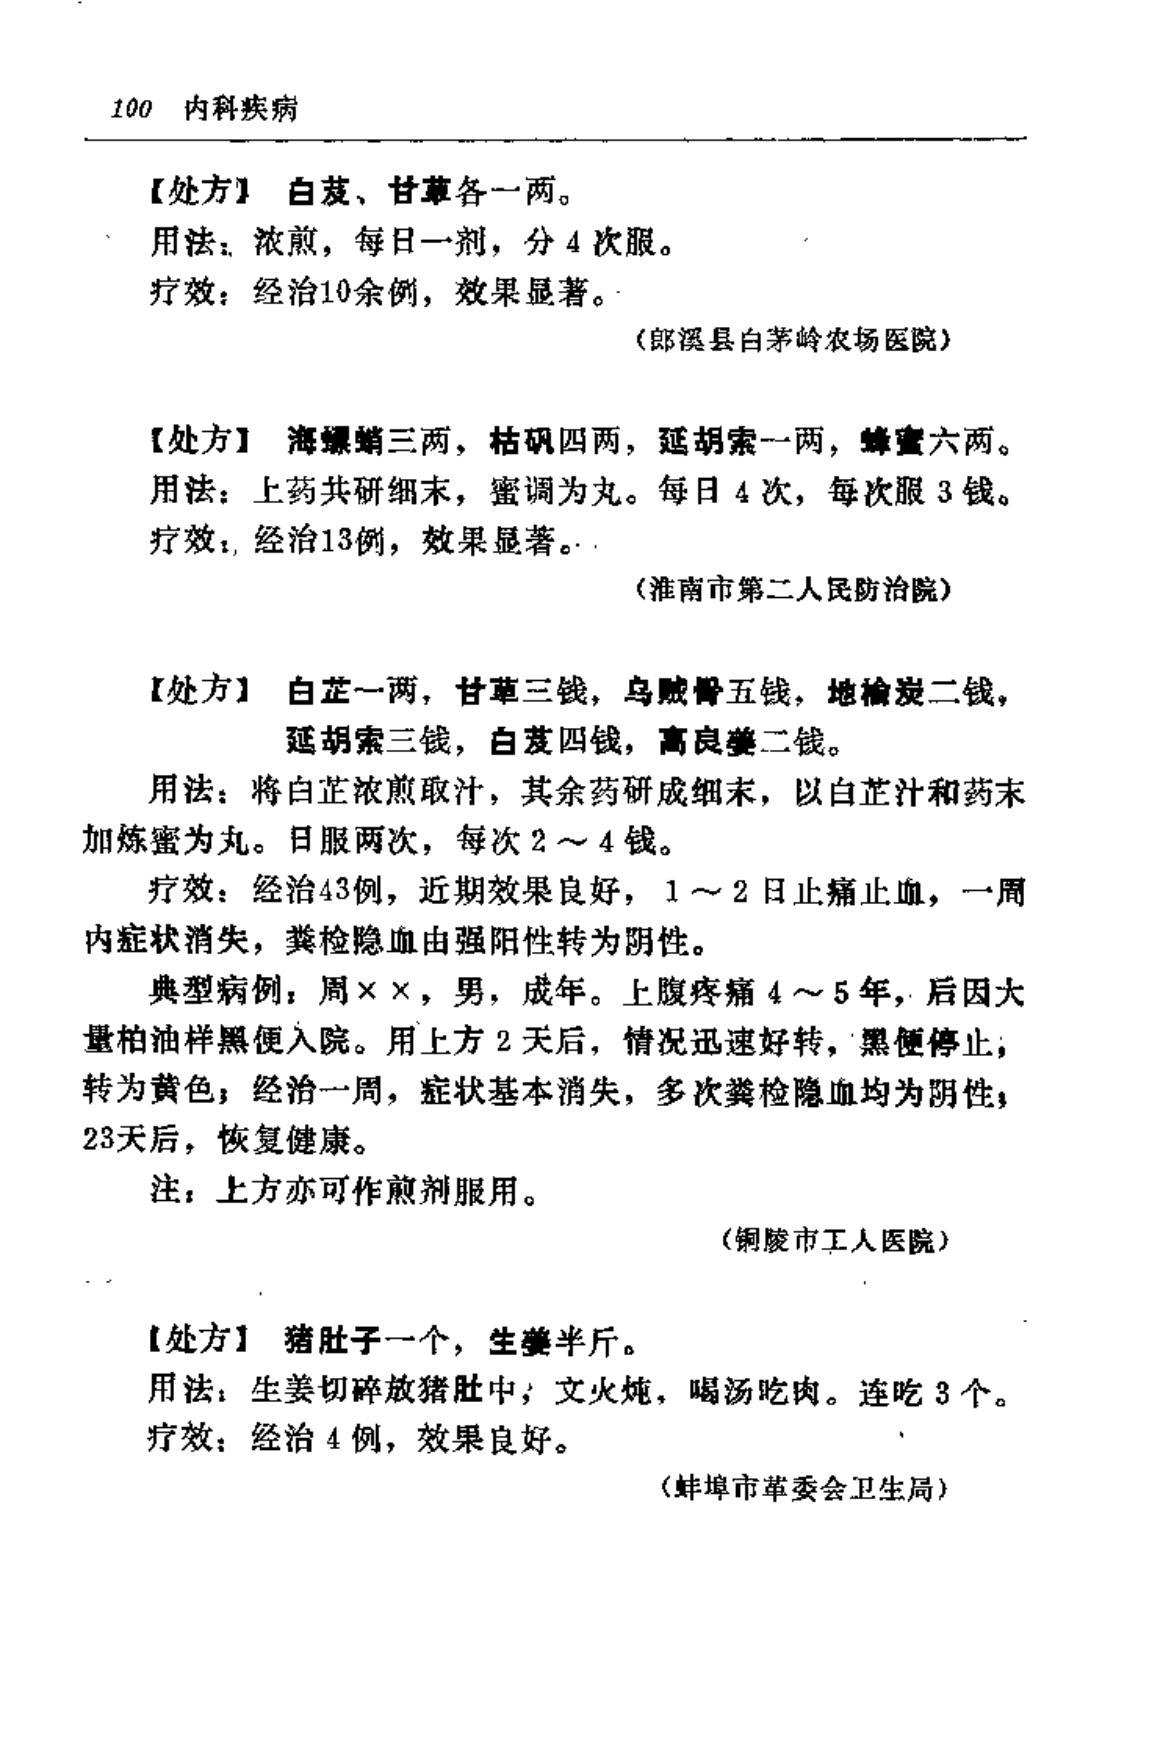 100 内科疾病
【处方】 白芨、甘草各一两。
用法：浓煎，每日一剂，分4次服。
疗效：经治10余例，效果显著。
（郎溪县白茅岭农场医院）
【处方】 海螵蛸三两，枯矾四两，延胡索一两，蜂蜜六两。
用法：上药共研细末，蜜调为丸。每日4次，每次服3钱。
疗效：经治13例，效果显著。
（淮南市第二人民防治院）
【处方】 白芷一两，甘草三钱，乌贼骨五钱，地榆炭二钱，
延胡索三钱，白芨四钱，高良姜二钱。
用法：将白芷浓煎取汁，其余药研成细末，以白芷汁和药末
加炼蜜为丸。日服两次，每次2～4钱。
疗效：经治43例，近期效果良好，1～2日止痛止血，一周
内症状消失，粪检隐血由强阳性转为阴性。
典型病例：周××，男，成年。上腹疼痛4～5年，后因大
量柏油样黑便入院。用上方2天后，情况迅速好转，黑便停止，
转为黄色；经治一周，症状基本消失，多次粪检隐血均为阴性；
23天后，恢复健康。
注：上方亦可作煎剂服用。
（铜陵市工人医院）
【处方】 猪肚子一个，生姜半斤。
用法：生姜切碎放猪肚中，文火炖，喝汤吃肉。连吃3个。
疗效：经治4例，效果良好。
（蚌埠市革委会卫生局）